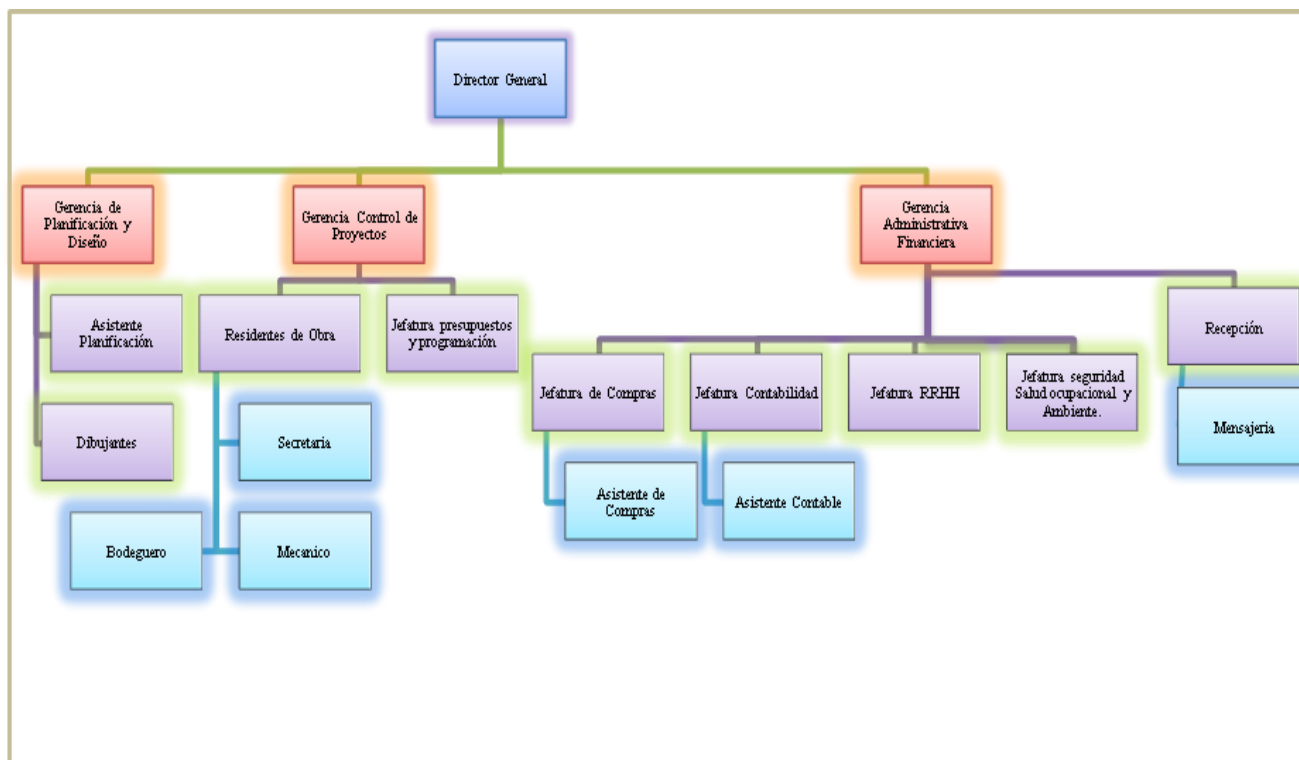 Director General
Gerencia de
Planificación y
Diseño
Gerencia Control de
Proyectos
Gerencia
Administrativa
Financiera
Asistente
Planificación
Residentes de Obra
Jefatura presupuestos
y programación
Recepción
Jefatura de Compras
Jefatura Contabilidad
Jefatura RRHH
Jefatura seguridad
Salud ocupacional y
Ambiente.
Dibujantes
Secretaria
Mensajeria
Asistente de
Compras
Asistente Contable
Bodeguero
Mecanico